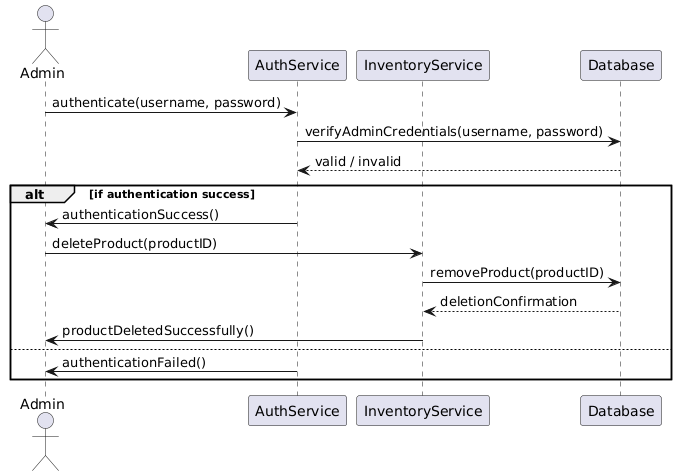 Admin
AuthService
InventoryService
Database
authenticate(username, password)
verifyAdminCredentials(username, password)
valid / invalid
alt
[if authentication success]
authenticationSuccess()
deleteProduct(productID)
removeProduct(productID)
deletionConfirmation
productDeletedSuccessfully()
authenticationFailed()
Admin
AuthService
InventoryService
Database